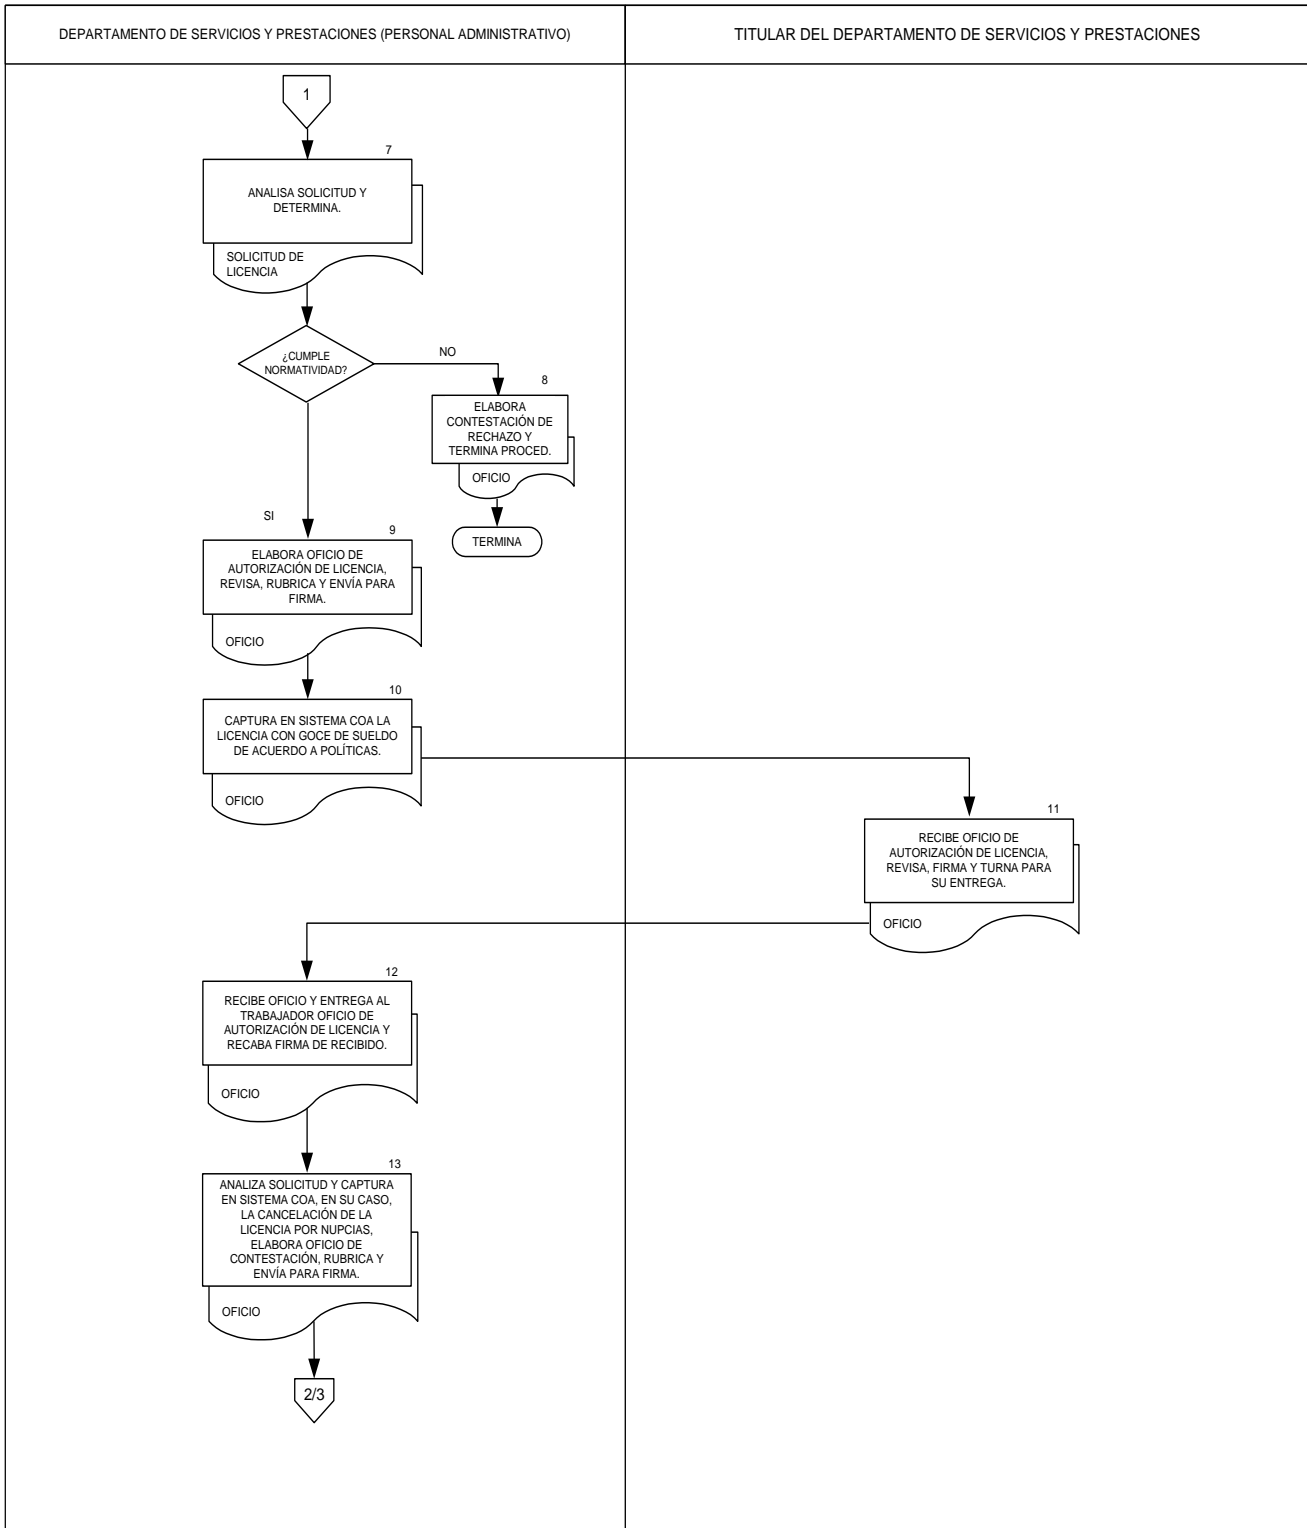 DEPARTAMENTO DE SERVICIOS Y PRESTACIONES (PERSONAL ADMINISTRATIVO)
TITULAR DEL DEPARTAMENTO DE SERVICIOS Y PRESTACIONES
1
7
ANALISA SOLICITUD Y
DETERMINA.
SOLICITUD DE
LICENCIA
¿CUMPLE
NORMATIVIDAD?
NO
8
ELABORA
CONTESTACIÓN DE
RECHAZO Y
TERMINA PROCED.
OFICIO
TERMINA
SI
9
ELABORA OFICIO DE
AUTORIZACIÓN DE LICENCIA,
REVISA, RUBRICA Y ENVÍA PARA
FIRMA.
OFICIO
10
CAPTURA EN SISTEMA COA LA
LICENCIA CON GOCE DE SUELDO
DE ACUERDO A POLÍTICAS.
OFICIO
11
RECIBE OFICIO DE
AUTORIZACIÓN DE LICENCIA,
REVISA, FIRMA Y TURNA PARA
SU ENTREGA.
OFICIO
12
RECIBE OFICIO Y ENTREGA AL
TRABAJADOR OFICIO DE
AUTORIZACIÓN DE LICENCIA Y
RECABA FIRMA DE RECIBIDO.
OFICIO
13
ANALIZA SOLICITUD Y CAPTURA
EN SISTEMA COA, EN SU CASO,
LA CANCELACIÓN DE LA
LICENCIA POR NUPCIAS,
ELABORA OFICIO DE
CONTESTACIÓN, RUBRICA Y
ENVÍA PARA FIRMA.
OFICIO
2/3